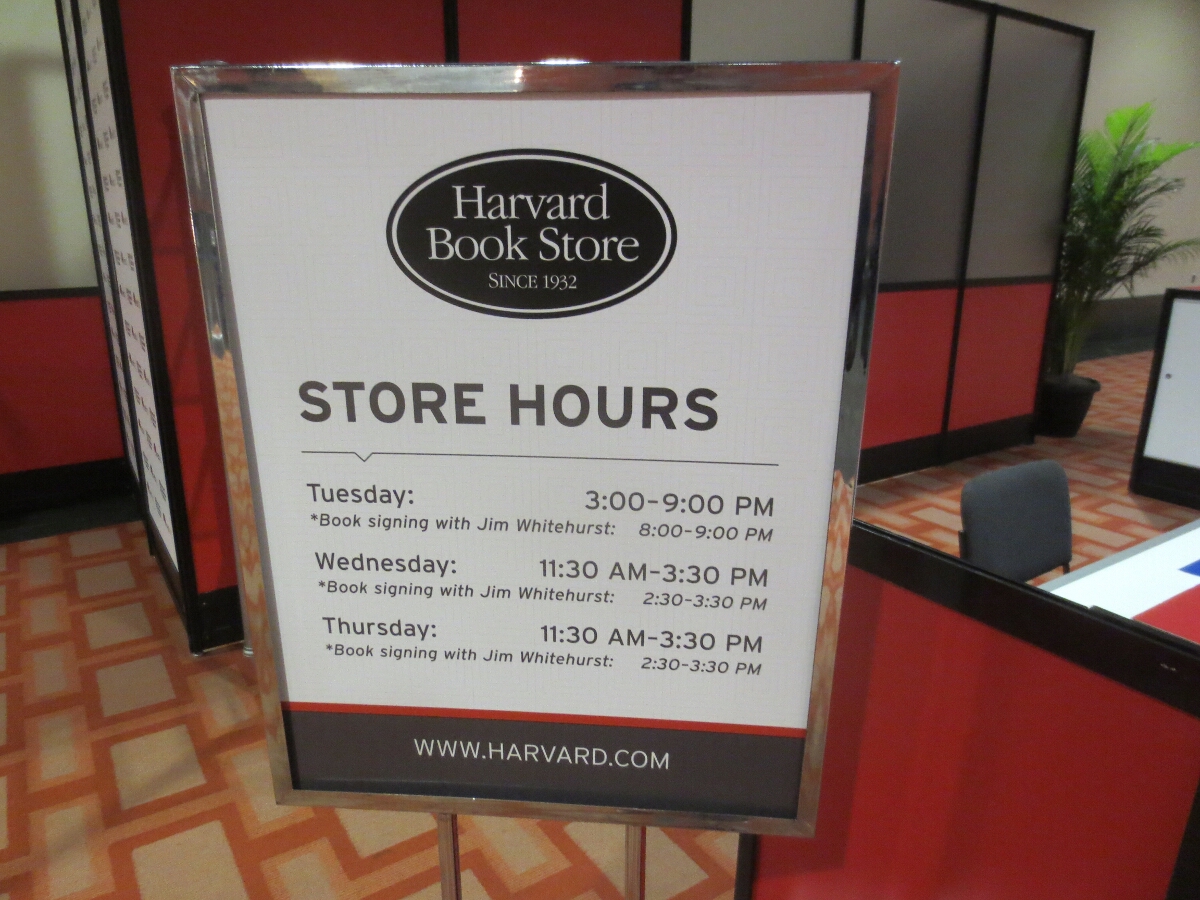 Harvard
Book Store
SINCE 1932
STORE HOURS
Tuesday: 3:00-9:00 PM
*Book signing with Jim Whitehurst: 8:00-9:00 PM
Wednesday: 11:30 AM-3:30 PM
*Book signing with Jim Whitehurst: 2:30-3:30 PM
Thursday: 11:30 AM-3:30 PM
*Book signing with Jim Whitehurst: 2:30-3:30 PM
WWW.HARVARD.COM